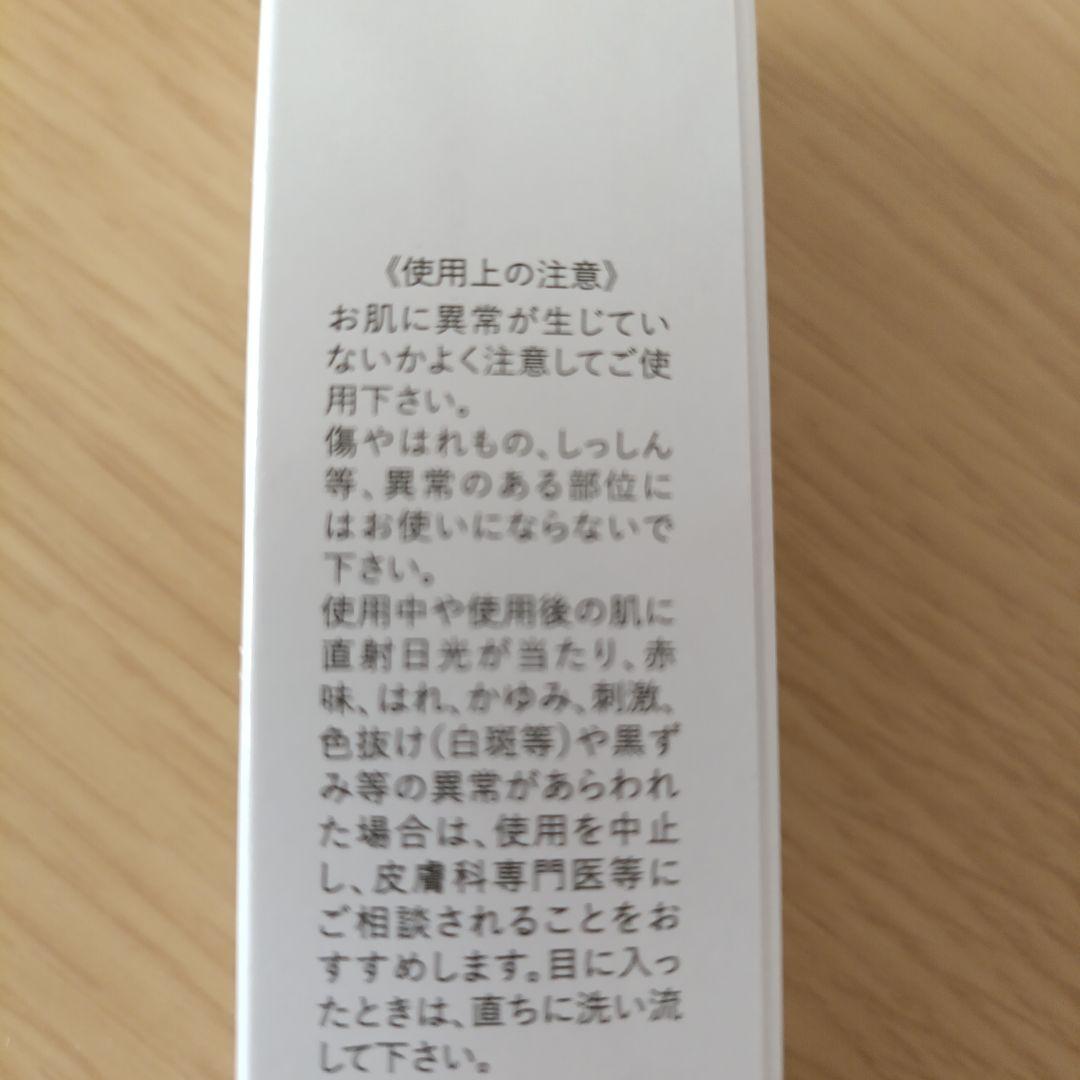 《使用上の注意》
お肌に異常が生じてい
ないかよく注意してご使
用下さい。
傷やはれもの、しっしん
等、異常のある部位に
はお使いにならないで
下さい。
使用中や使用後の肌に
直射日光が当たり、赤
味、はれ、かゆみ、刺激、
色抜け(白斑等)や黒ず
み等の異常があらわれ
た場合は、使用を中止
し、皮膚科専門医等に
ご相談されることをお
すすめします。目に入っ
たときは、直ちに洗い流
して下さい。